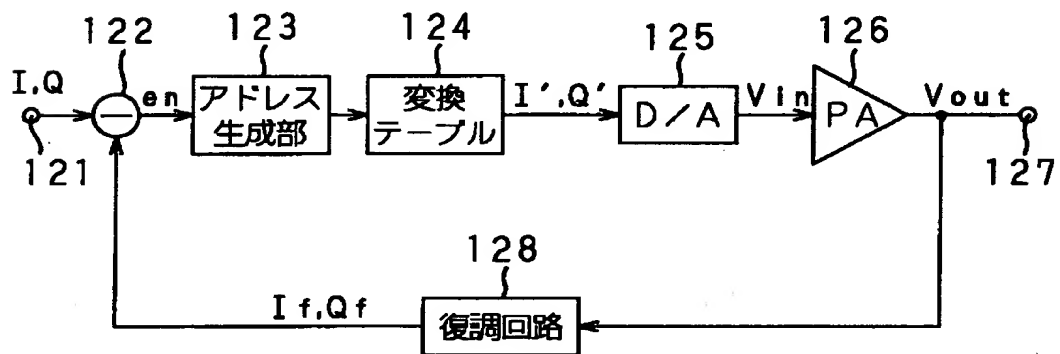 122
123
124
125
126
I,Q
en
アドレス
生成部
変換
テーブル
I',Q'
D/A
Vin
PA
Vout
121
127
128
If,Qf
復調回路